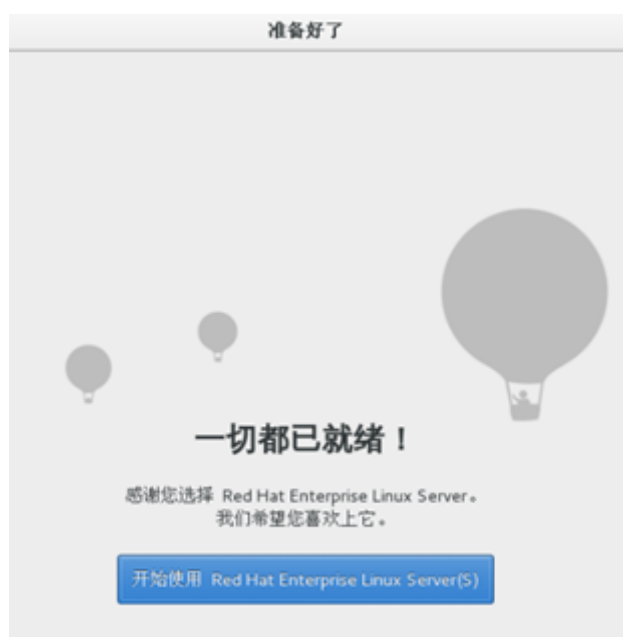 准备好了
一切都已就绪！
感谢您选择 Red Hat Enterprise Linux Server。
我们希望您喜欢上它。
开始使用 Red Hat Enterprise Linux Server(S)